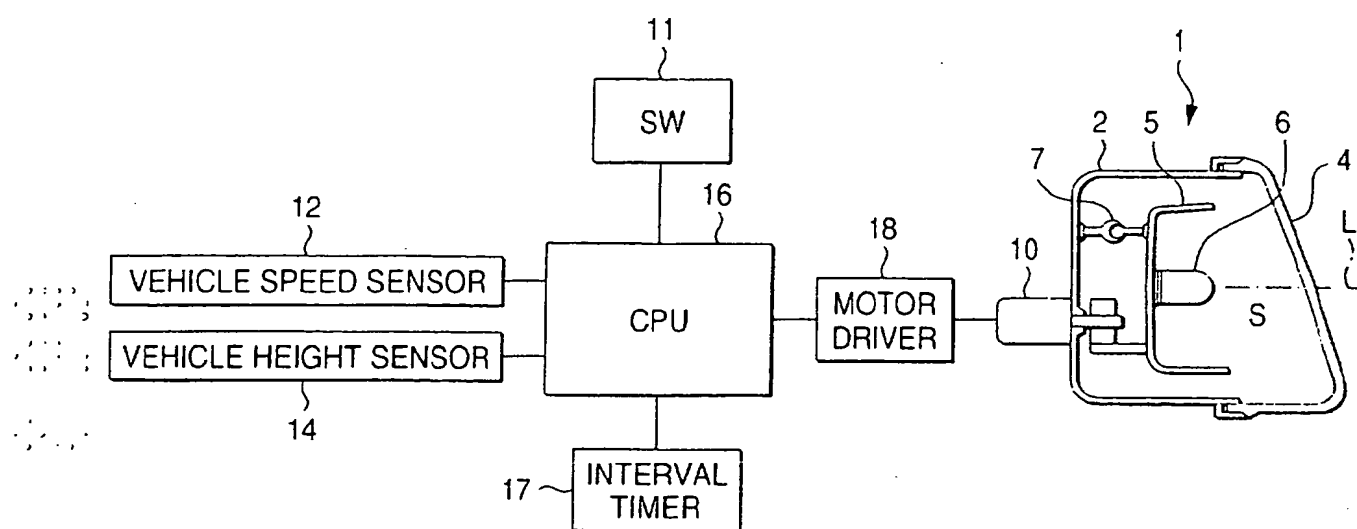 11
1
SW
2
5
6
4
7
12
16
18
10
L
VEHICLE SPEED SENSOR
CPU
MOTOR
DRIVER
S
VEHICLE HEIGHT SENSOR
14
17
INTERVAL
TIMER